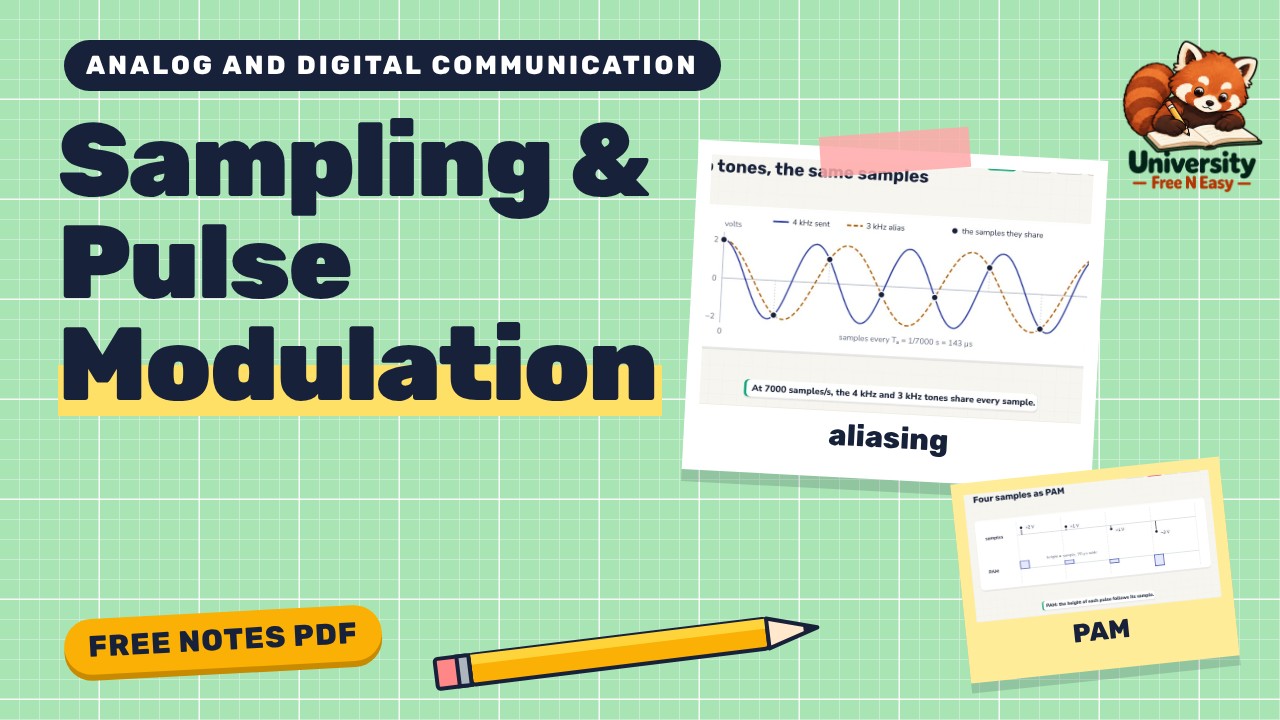 ANALOG AND DIGITAL COMMUNICATION
Sampling &
Pulse
Modulation
University
Free N Easy
tones, the same samples
volts
4 kHz sent
3 kHz alias
the samples they share
2
0
−2
0
samples every Tₛ = 1/7000 s = 143 µs
At 7000 samples/s, the 4 kHz and 3 kHz tones share every sample.
aliasing
Four samples as PAM
samples
PAM
PAM: the height of each pulse follows its sample.
PAM
FREE NOTES PDF